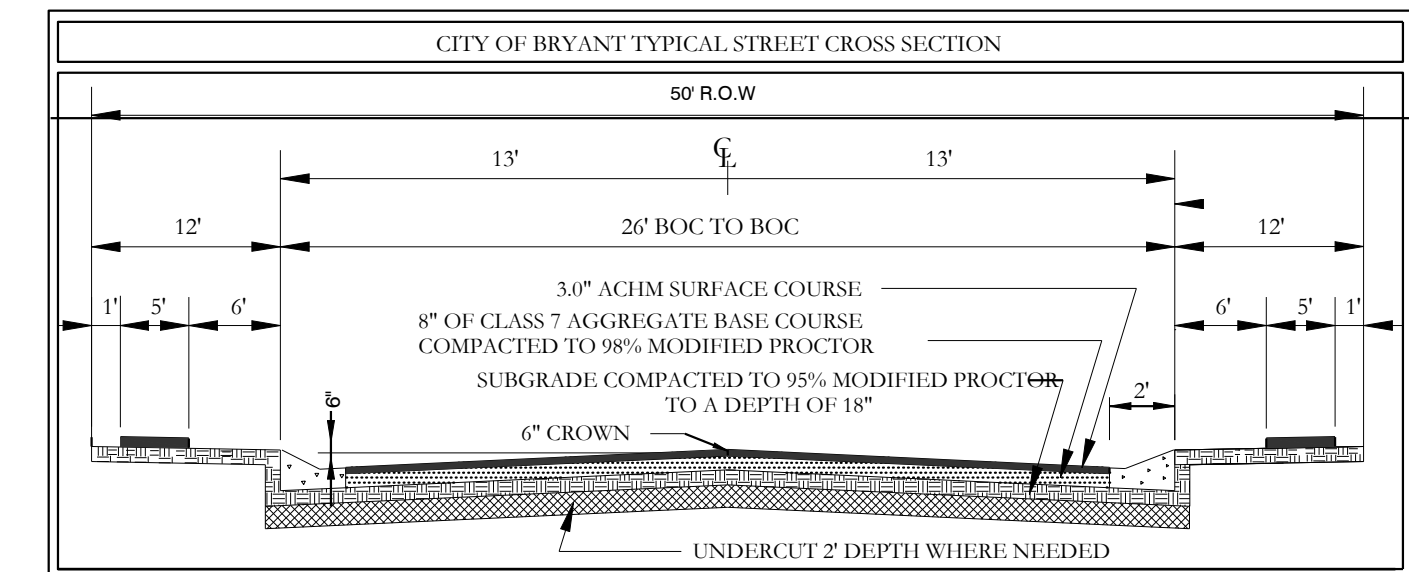 CITY OF BRYANT TYPICAL STREET CROSS SECTION
50' R.O.W
13' ℄ 13'
12' 26' BOC TO BOC 12'
3.0" ACHM SURFACE COURSE
1' 5' 6' 6' 5' 1'
8" OF CLASS 7 AGGREGATE BASE COURSE
COMPACTED TO 98% MODIFIED PROCTOR
SUBGRADE COMPACTED TO 95% MODIFIED PROCTOR
TO A DEPTH OF 18"
2'
6"
6" CROWN
UNDERCUT 2' DEPTH WHERE NEEDED